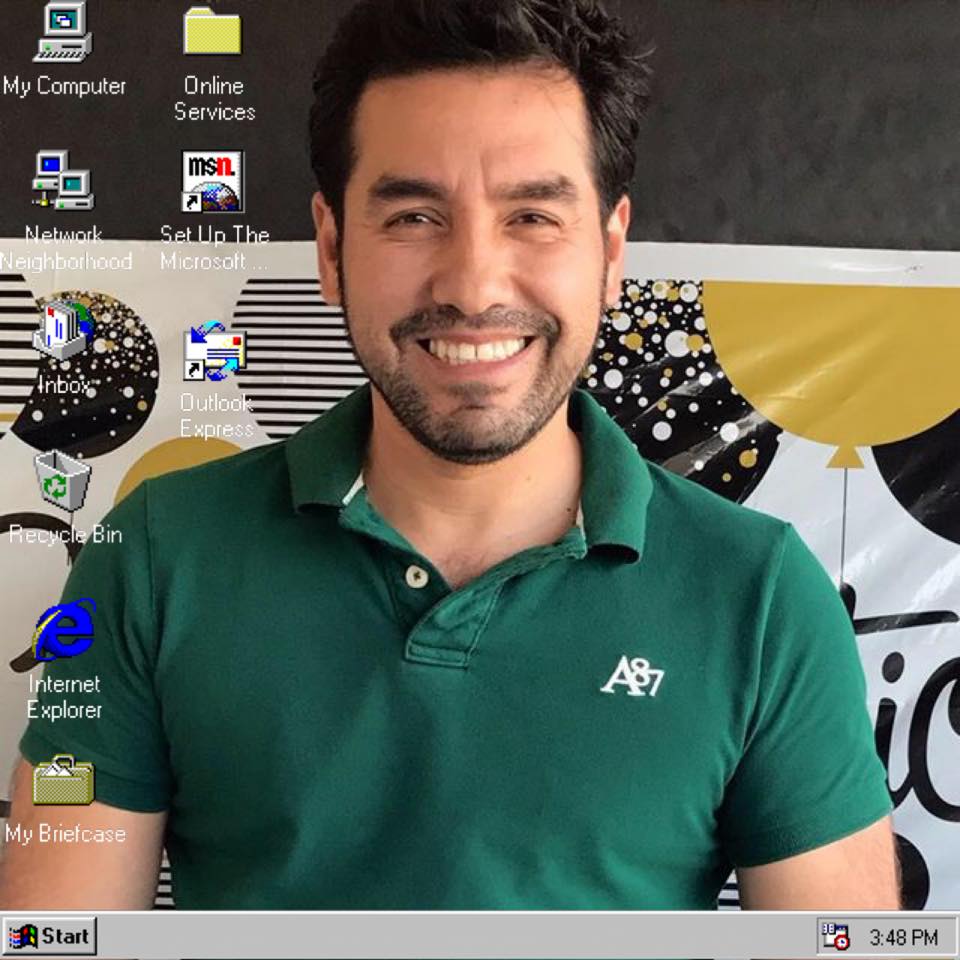 My Computer
Online
Services
msn.
Network
Neighborhood
Set Up The
Microsoft ...
Inbox
Outlook
Express
Recycle Bin
Internet
Explorer
My Briefcase
A87
Start
3:48 PM